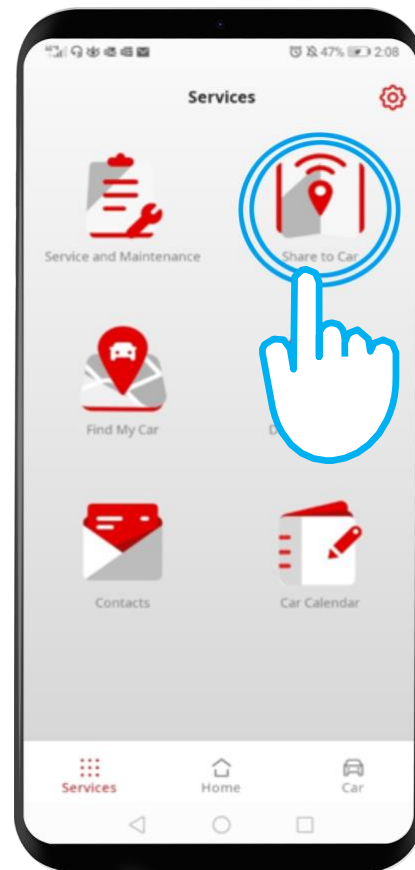 47% 2:08
Services
Service and Maintenance
Share to Car
Find My Car
Contacts
Car Calendar
Services
Home
Car